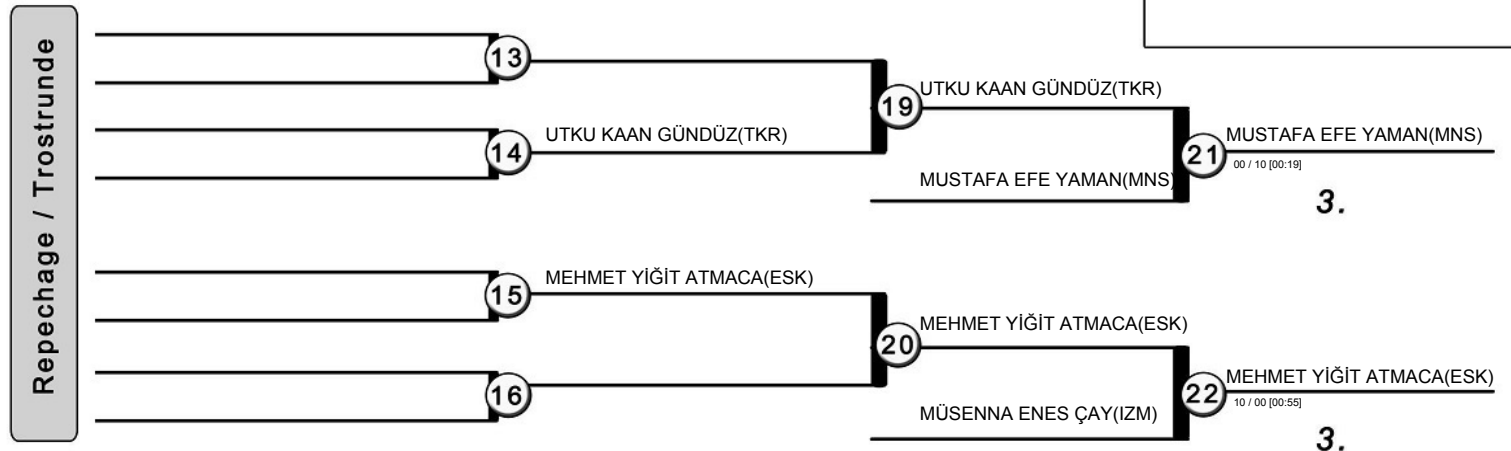 Repechage / Trostrunde
13
UTKU KAAN GÜNDÜZ(TKR)
19
14
UTKU KAAN GÜNDÜZ(TKR)
MUSTAFA EFE YAMAN(MNS)
21
00 / 10 [00:19]
MUSTAFA EFE YAMAN(MNS)
3.
MEHMET YİĞİT ATMACA(ESK)
15
MEHMET YİĞİT ATMACA(ESK)
20
MEHMET YİĞİT ATMACA(ESK)
22
16
10 / 00 [00:55]
MÜSENNA ENES ÇAY(IZM)
3.